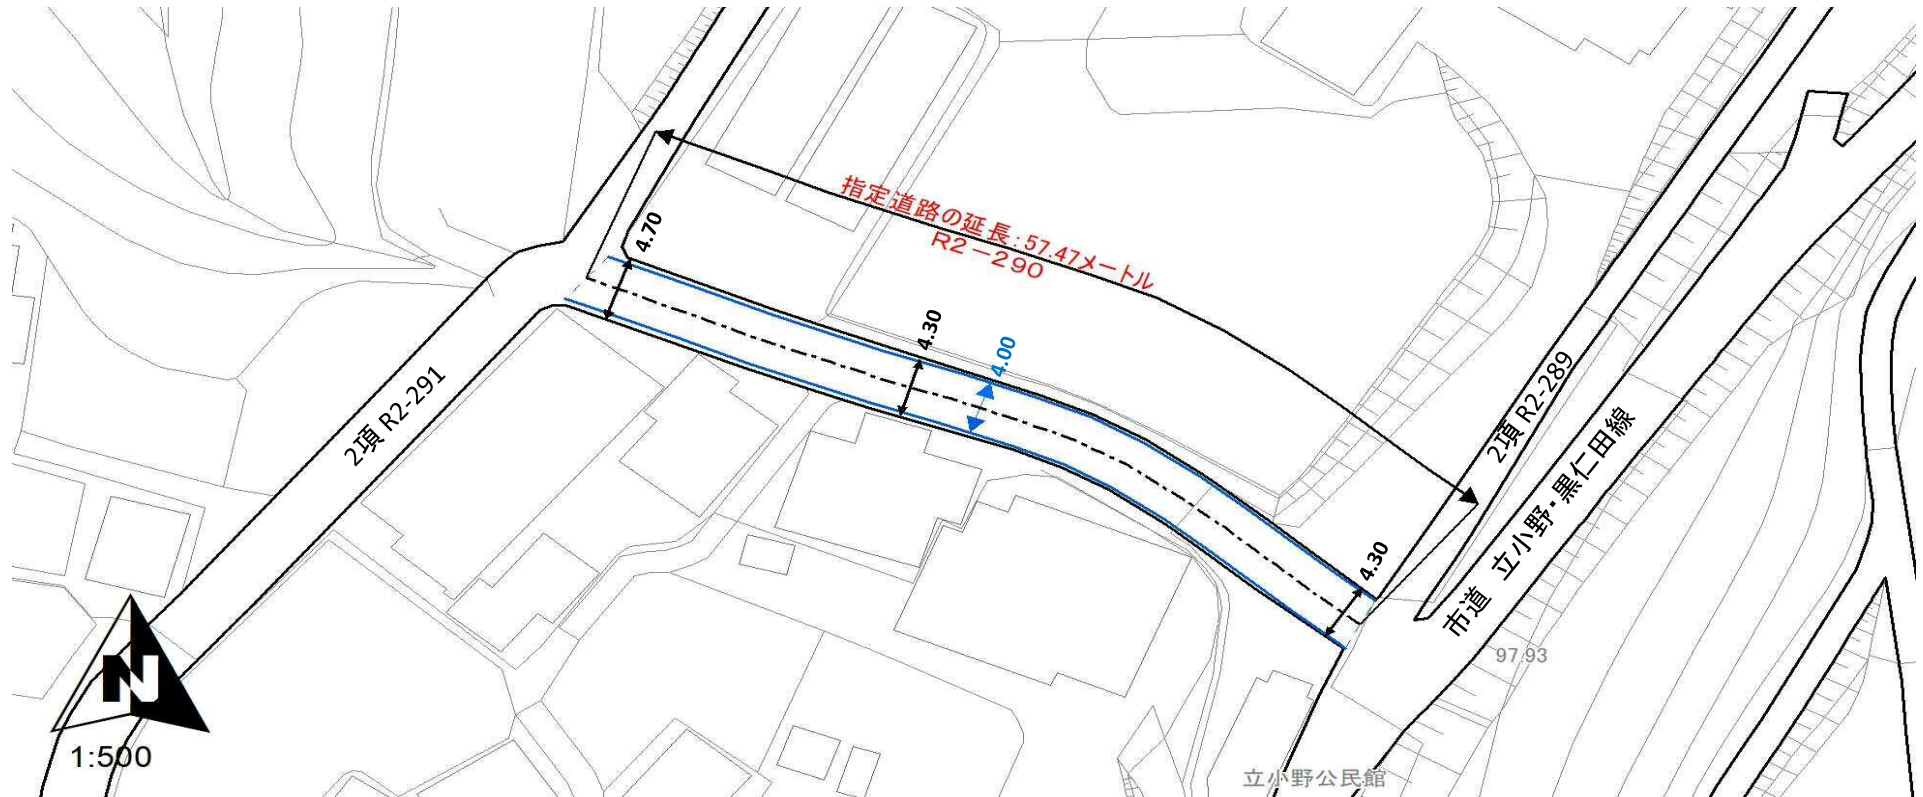 指定道路の延長：57.47メートル
R2－290
4.70
4.30
4.00
4.30
2項 R2-291
2項 R2-289
市道 立小野・黒仁田線
97.93
N
1:500
立小野公民館